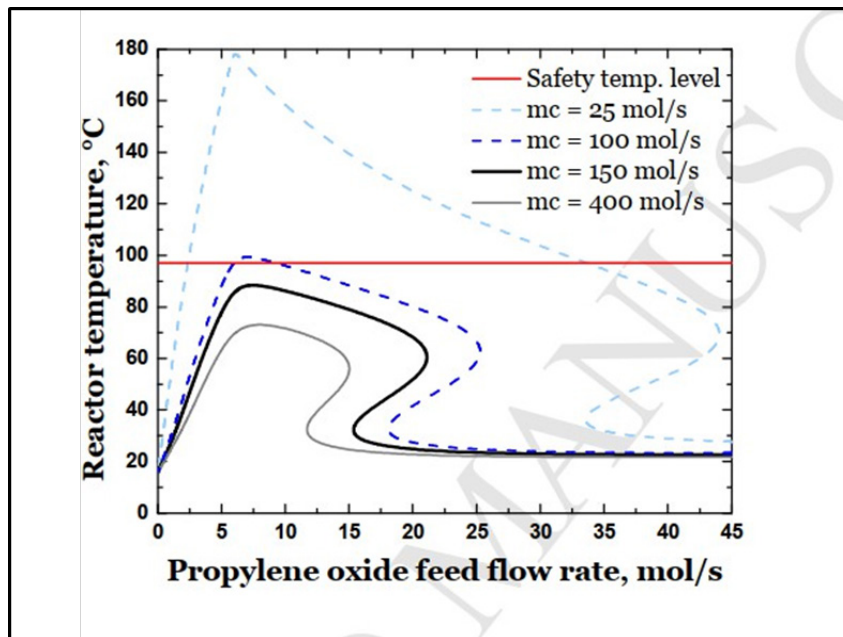 180
160
140
120
100
80
60
40
20
0
Reactor temperature, °C
Safety temp. level
mc = 25 mol/s
mc = 100 mol/s
mc = 150 mol/s
mc = 400 mol/s
0 5 10 15 20 25 30 35 40 45
Propylene oxide feed flow rate, mol/s
MANUSC